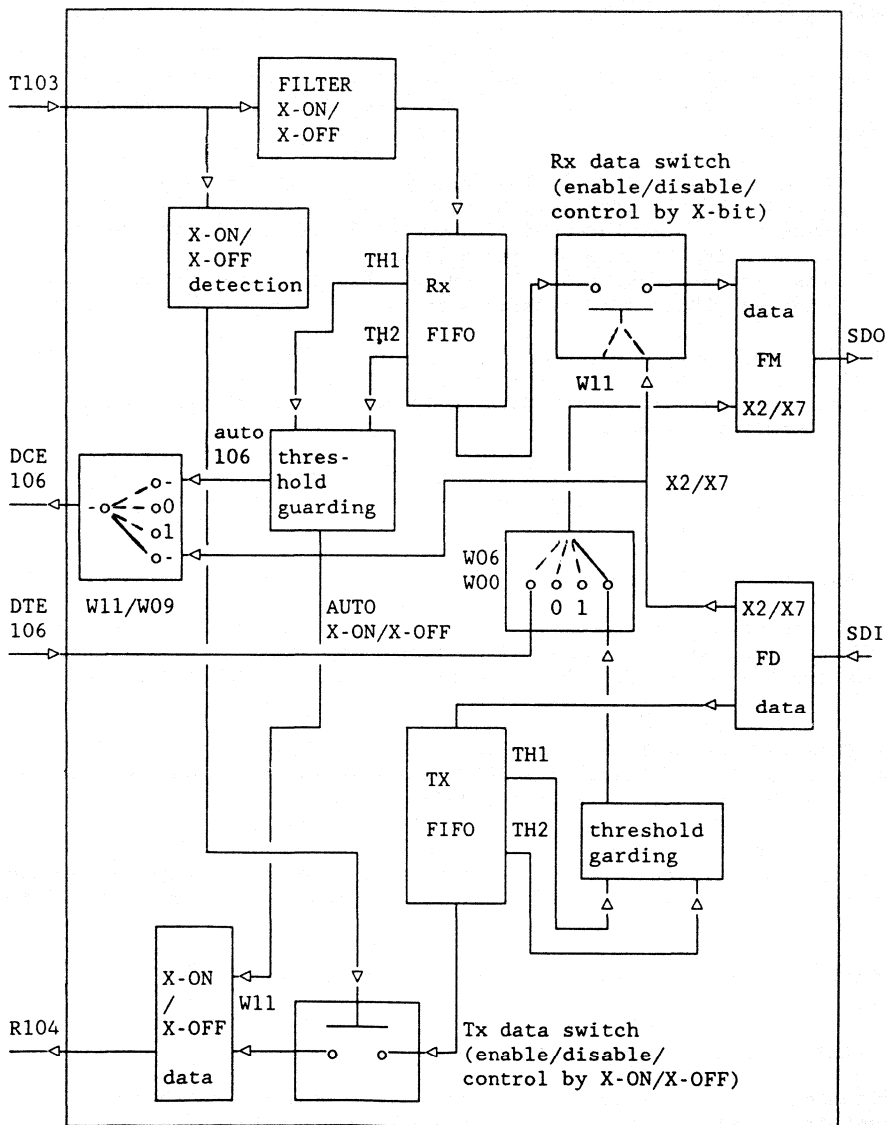 T103
FILTER
X-ON/
X-OFF
Rx data switch
(enable/disable/
control by X-bit)
X-ON/
X-OFF
detection
TH1
Rx
TH2
FIFO
data
FM
X2/X7
SDO
W11
DCE
106
auto
106
thres-
hold
guarding
-
0
1
-
-
X2/X7
W11/W09
W06
W00
0 1
DTE
106
AUTO
X-ON/X-OFF
X2/X7
FD
data
SDI
TX
FIFO
TH1
TH2
threshold
garding
X-ON
/
X-OFF
data
W11
R104
Tx data switch
(enable/disable/
control by X-ON/X-OFF)